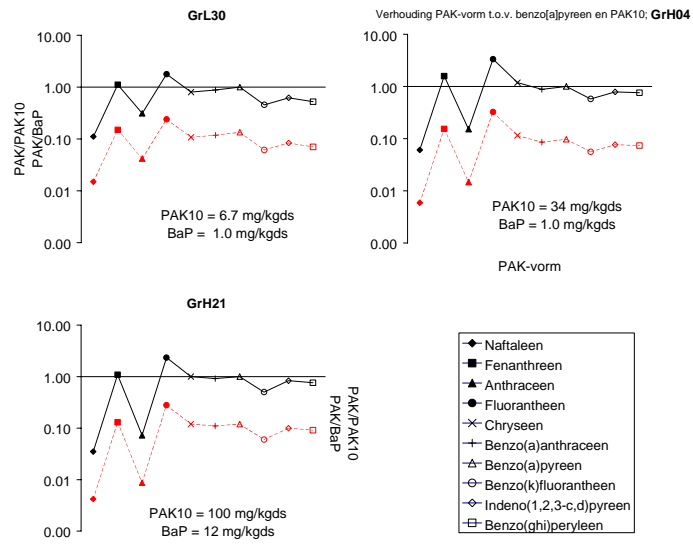 GrL30
10.00
1.00
0.10
0.01
0.00
PAK/PAK10
PAK/BaP
PAK10 = 6.7 mg/kgds
BaP = 1.0 mg/kgds
Verhouding PAK-vorm t.o.v. benzo[a]pyreen en PAK10; GrH04
10.00
1.00
0.10
0.01
0.00
PAK10 = 34 mg/kgds
BaP = 1.0 mg/kgds
PAK-vorm
GrH21
10.00
1.00
0.10
0.01
0.00
PAK/PAK10
PAK/BaP
PAK10 = 100 mg/kgds
BaP = 12 mg/kgds
Naftaleen
Fenanthreen
Anthraceen
Fluorantheen
Chryseen
Benzo(a)anthraceen
Benzo(a)pyreen
Benzo(k)fluorantheen
Indeno(1,2,3-c,d)pyreen
Benzo(ghi)peryleen